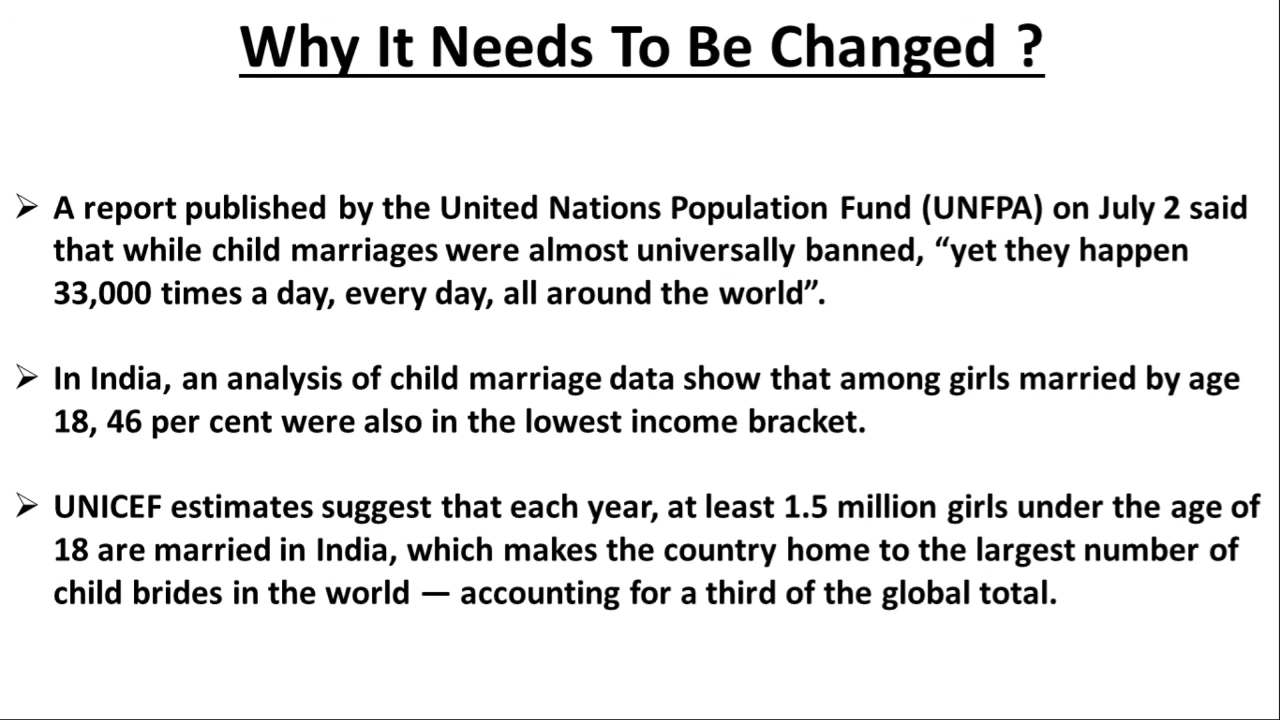 Why It Needs To Be Changed ?
➢ A report published by the United Nations Population Fund (UNFPA) on July 2 said
that while child marriages were almost universally banned, “yet they happen
33,000 times a day, every day, all around the world”.
➢ In India, an analysis of child marriage data show that among girls married by age
18, 46 per cent were also in the lowest income bracket.
➢ UNICEF estimates suggest that each year, at least 1.5 million girls under the age of
18 are married in India, which makes the country home to the largest number of
child brides in the world — accounting for a third of the global total.